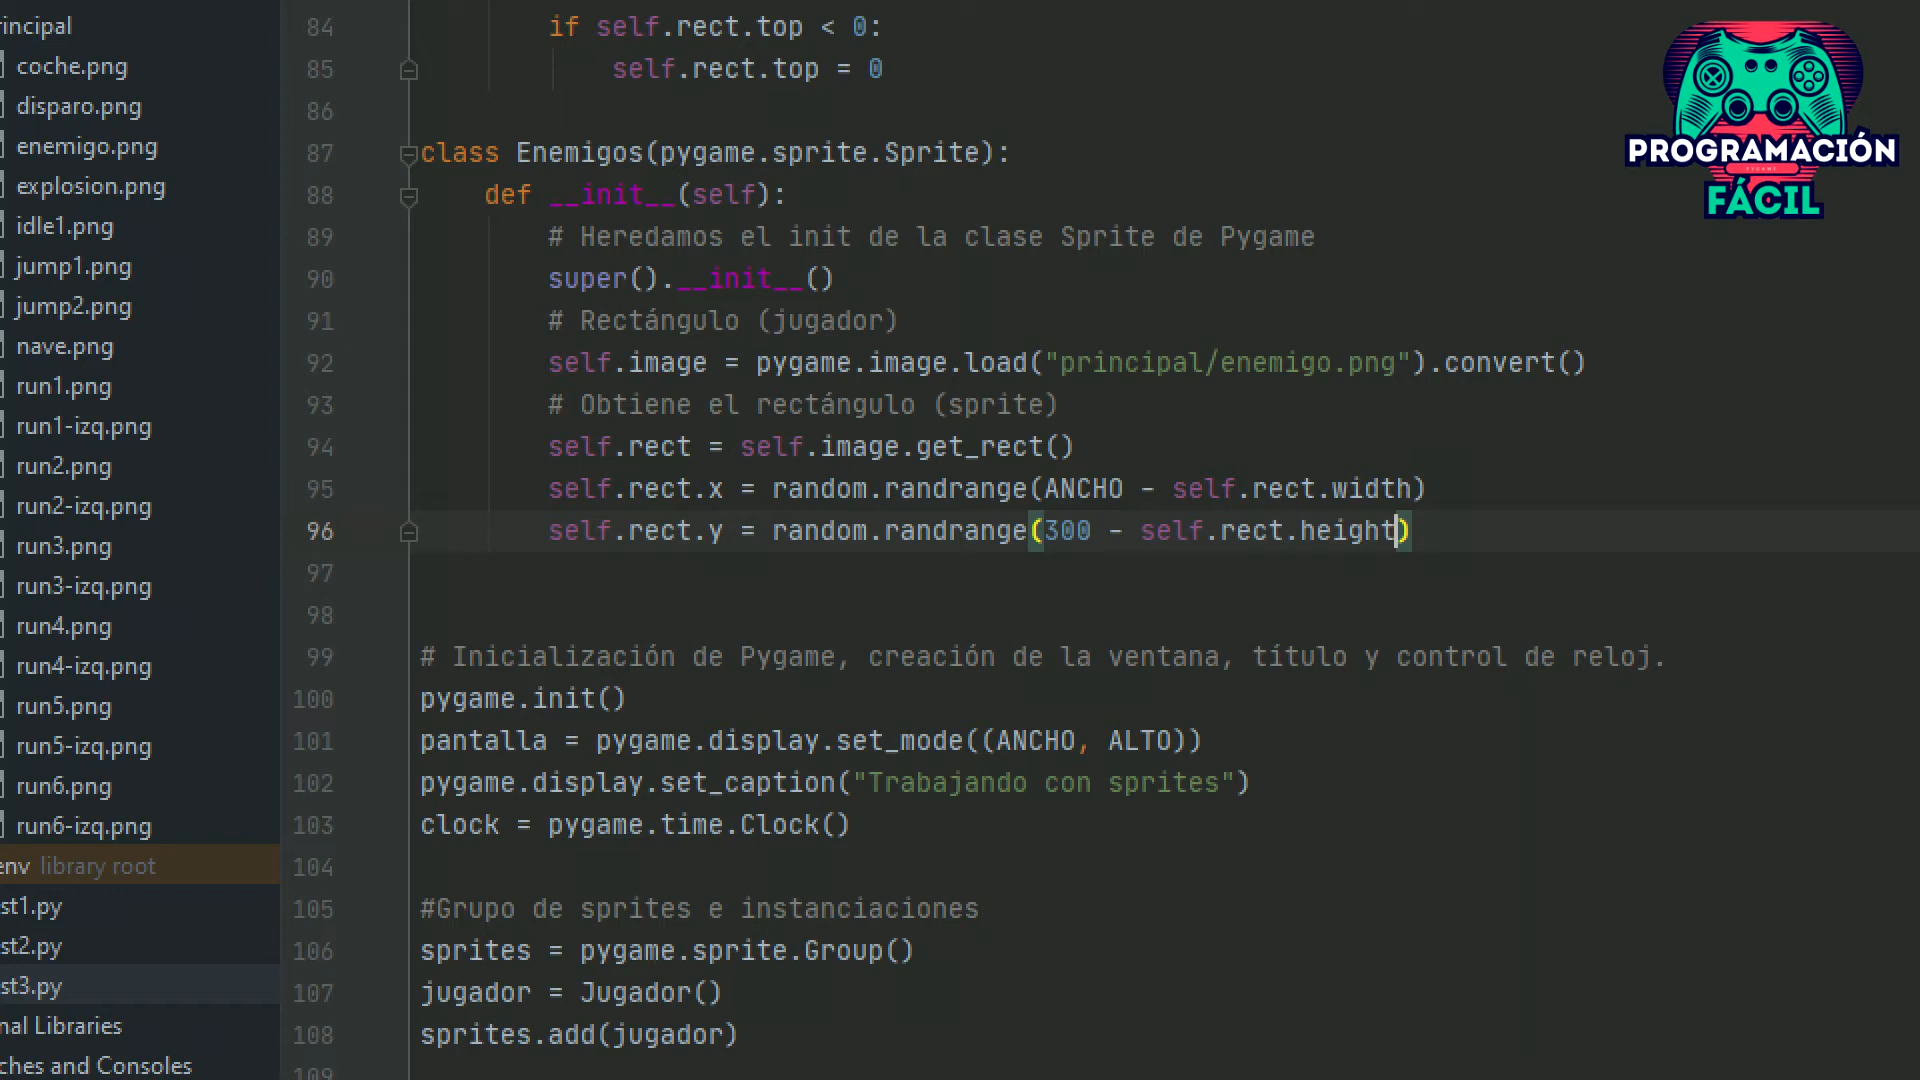 rincipal
coche.png
disparo.png
enemigo.png
explosion.png
idle1.png
jump1.png
jump2.png
nave.png
run1.png
run1-izq.png
run2.png
run2-izq.png
run3.png
run3-izq.png
run4.png
run4-izq.png
run5.png
run5-izq.png
run6.png
run6-izq.png
env library root
st1.py
st2.py
st3.py
nal Libraries
ches and Consoles
84 if self.rect.top < 0:
85 self.rect.top = 0
86
87 class Enemigos(pygame.sprite.Sprite):
88 def __init__(self):
89 # Heredamos el init de la clase Sprite de Pygame
90 super().__init__()
91 # Rectángulo (jugador)
92 self.image = pygame.image.load("principal/enemigo.png").convert()
93 # Obtiene el rectángulo (sprite)
94 self.rect = self.image.get_rect()
95 self.rect.x = random.randrange(ANCHO - self.rect.width)
96 self.rect.y = random.randrange(300 - self.rect.height)
97
98
99 # Inicialización de Pygame, creación de la ventana, título y control de reloj.
100 pygame.init()
101 pantalla = pygame.display.set_mode((ANCHO, ALTO))
102 pygame.display.set_caption("Trabajando con sprites")
103 clock = pygame.time.Clock()
104
105 #Grupo de sprites e instanciaciones
106 sprites = pygame.sprite.Group()
107 jugador = Jugador()
108 sprites.add(jugador)
109
PROGRAMACIÓN
FÁCIL